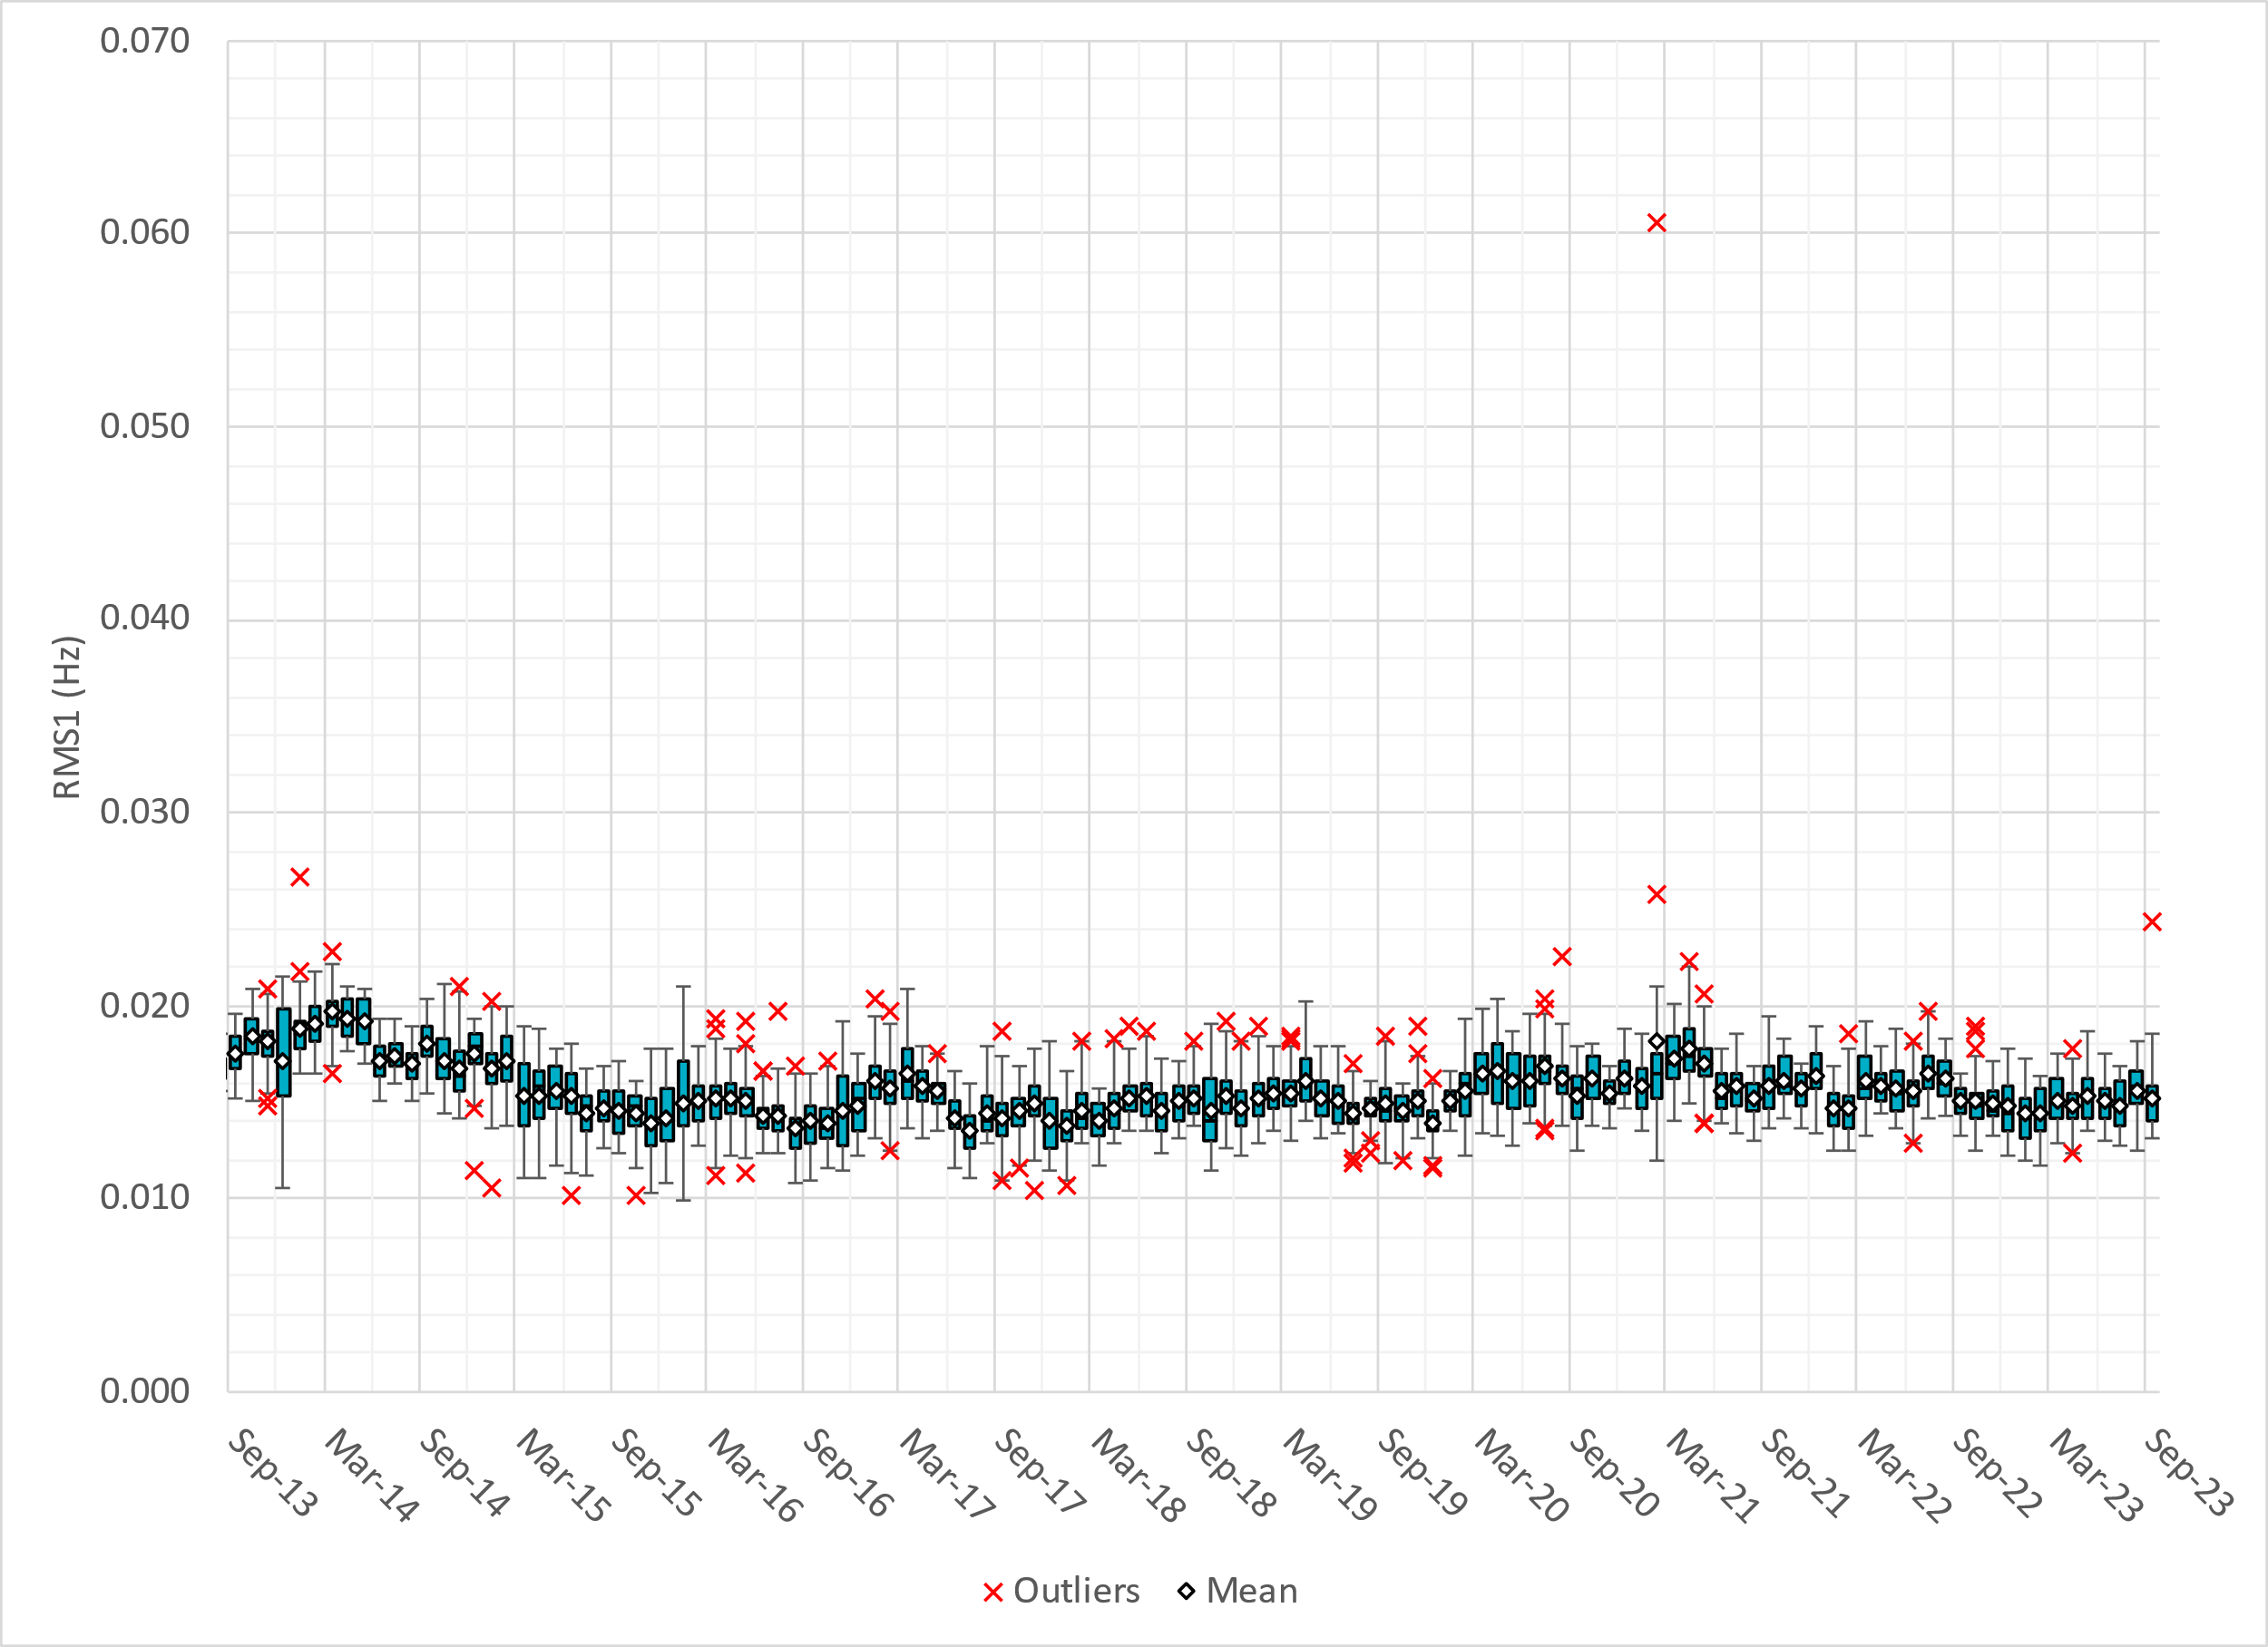 0.070
0.060
0.050
0.040
0.030
0.020
0.010
0.000
RMS1 (Hz)
Sep-13
Mar-14
Sep-14
Mar-15
Sep-15
Mar-16
Sep-16
Mar-17
Sep-17
Mar-18
Sep-18
Mar-19
Sep-19
Mar-20
Sep-20
Mar-21
Sep-21
Mar-22
Sep-22
Mar-23
Sep-23
Outliers Mean